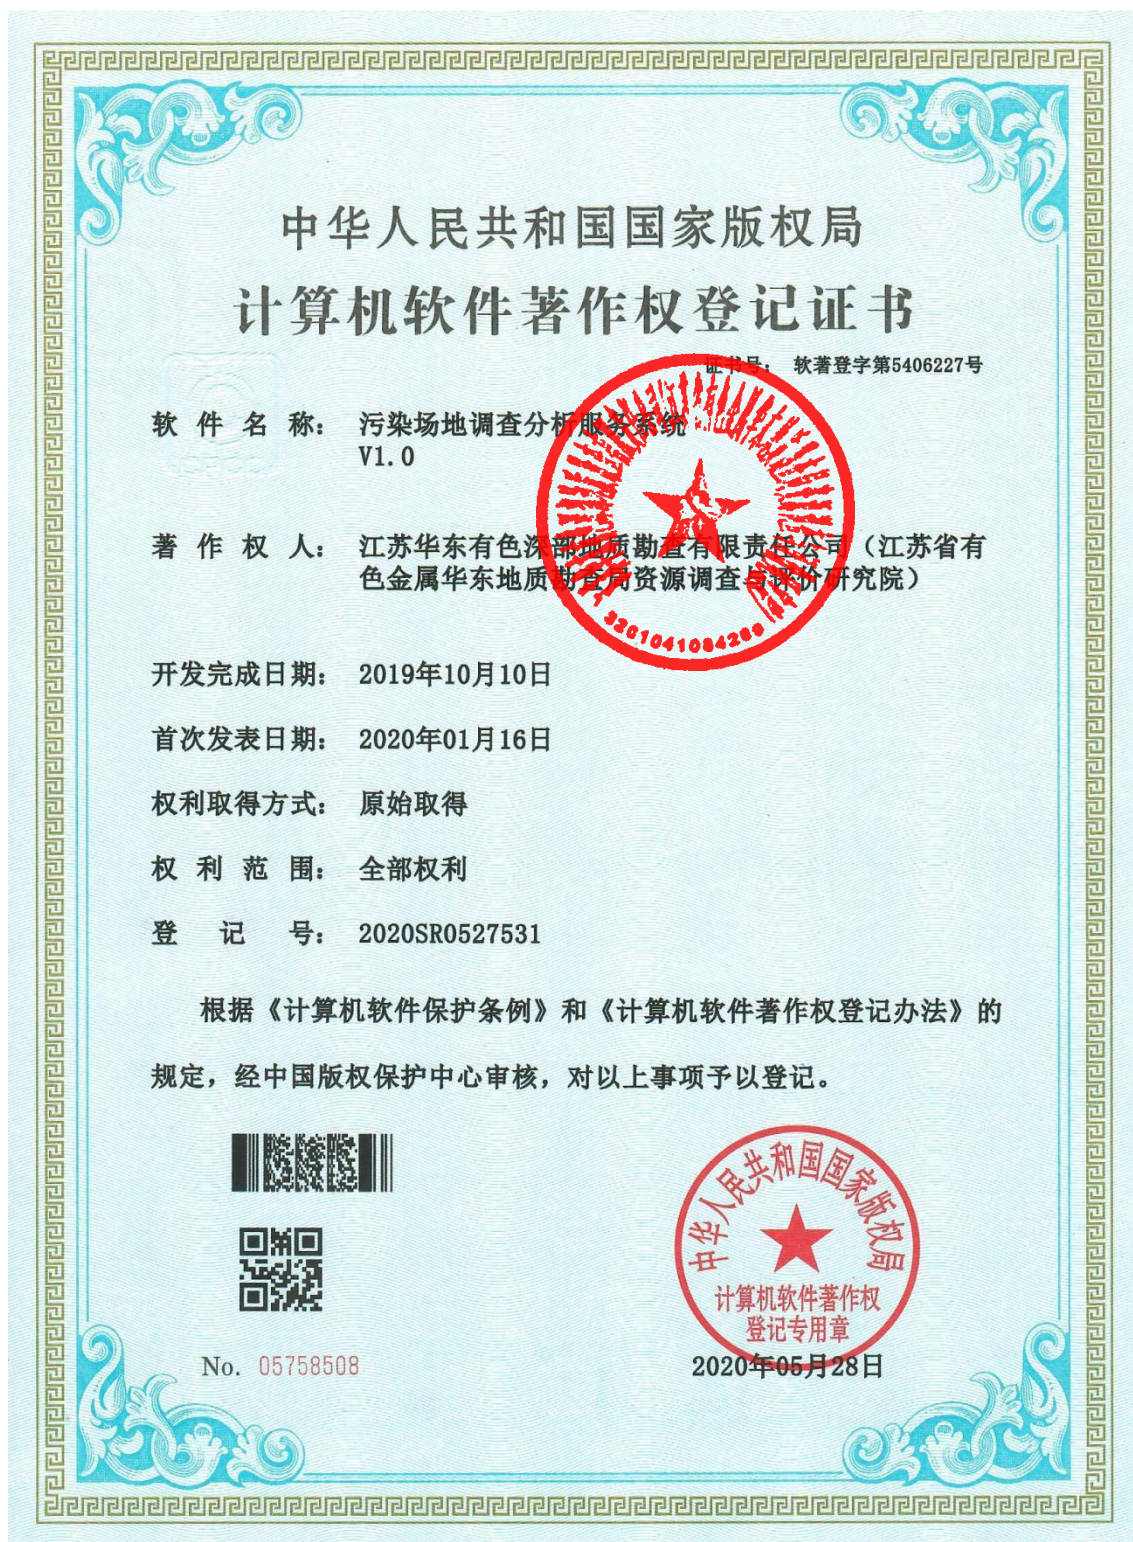 中华人民共和国国家版权局
计算机软件著作权登记证书
证书号： 软著登字第5406227号
软件名称： 污染场地调查分析服务系统
V1.0
著作权人： 江苏华东有色深部地质勘查有限责任公司（江苏省有
色金属华东地质勘查局资源调查与评价研究院）
3201041084269
开发完成日期： 2019年10月10日
首次发表日期： 2020年01月16日
权利取得方式： 原始取得
权利范围： 全部权利
登记号： 2020SR0527531
根据《计算机软件保护条例》和《计算机软件著作权登记办法》的
规定，经中国版权保护中心审核，对以上事项予以登记。
中华人民共和国国家版权局
计算机软件著作权
登记专用章
No. 05758508
2020年05月28日